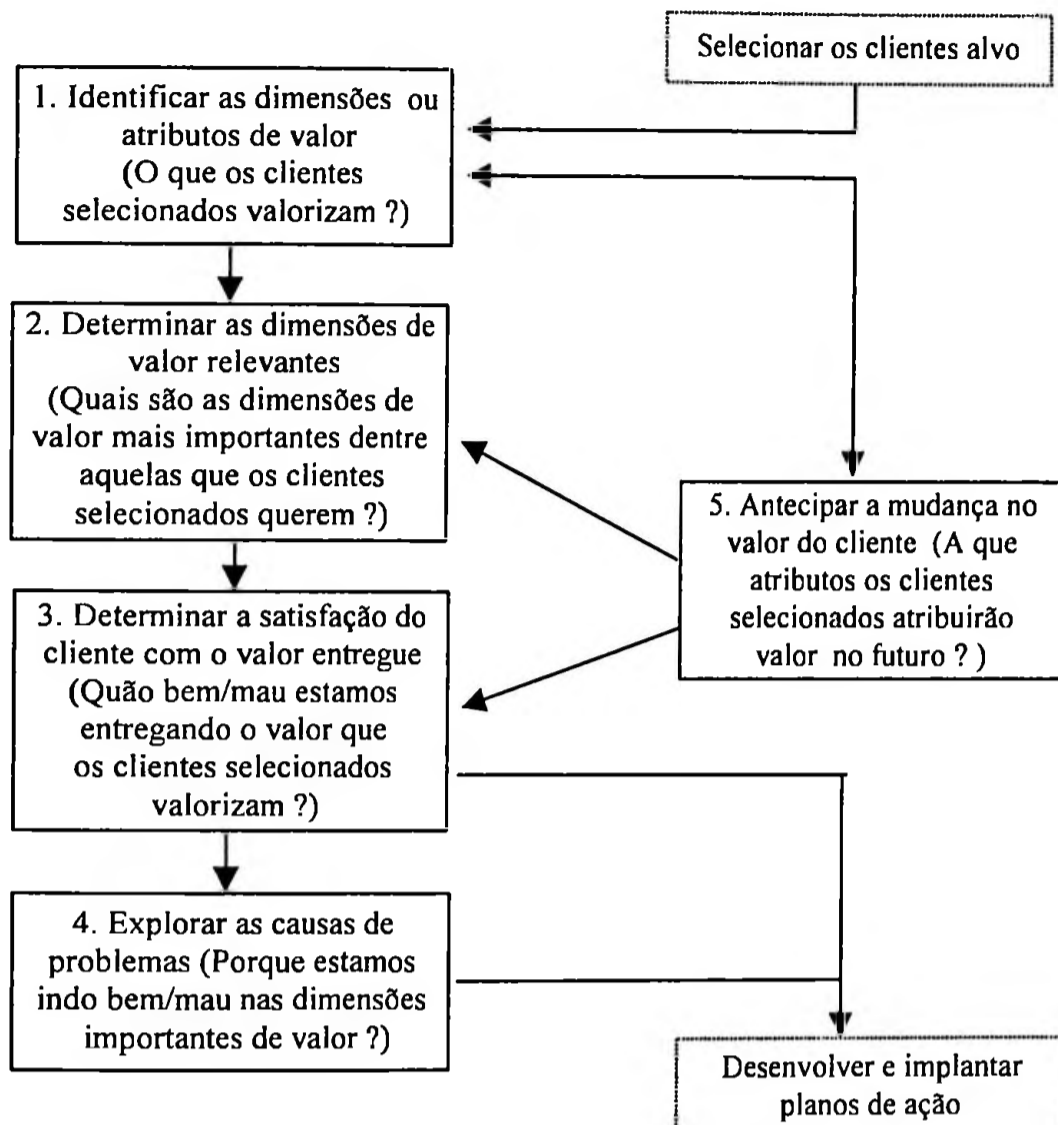 Selecionar os clientes alvo
1. Identificar as dimensões ou
atributos de valor
(O que os clientes
selecionados valorizam ?)
2. Determinar as dimensões de
valor relevantes
(Quais são as dimensões de
valor mais importantes dentre
aquelas que os clientes
selecionados querem ?)
5. Antecipar a mudança no
valor do cliente (A que
atributos os clientes
selecionados atribuirão
valor no futuro ? )
3. Determinar a satisfação do
cliente com o valor entregue
(Quão bem/mau estamos
entregando o valor que
os clientes selecionados
valorizam ?)
4. Explorar as causas de
problemas (Porque estamos
indo bem/mau nas dimensões
importantes de valor ?)
Desenvolver e implantar
planos de ação